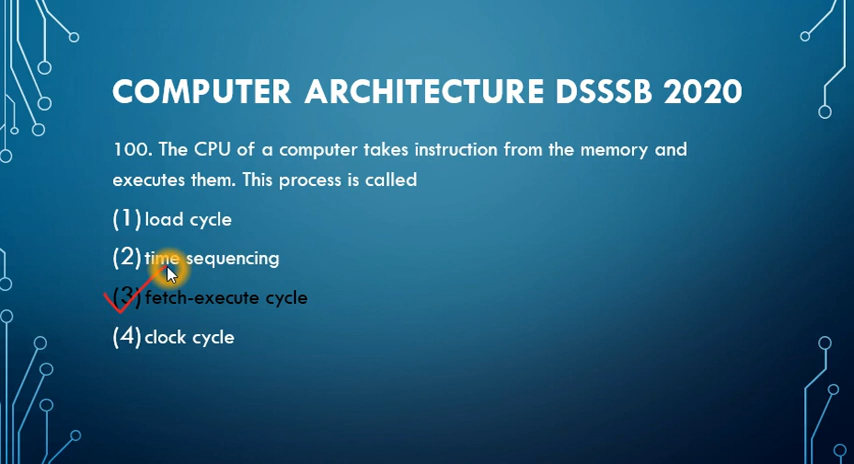 COMPUTER ARCHITECTURE DSSSB 2020
100. The CPU of a computer takes instruction from the memory and
executes them. This process is called
(1) load cycle
(2) time sequencing
(3) fetch-execute cycle
(4) clock cycle